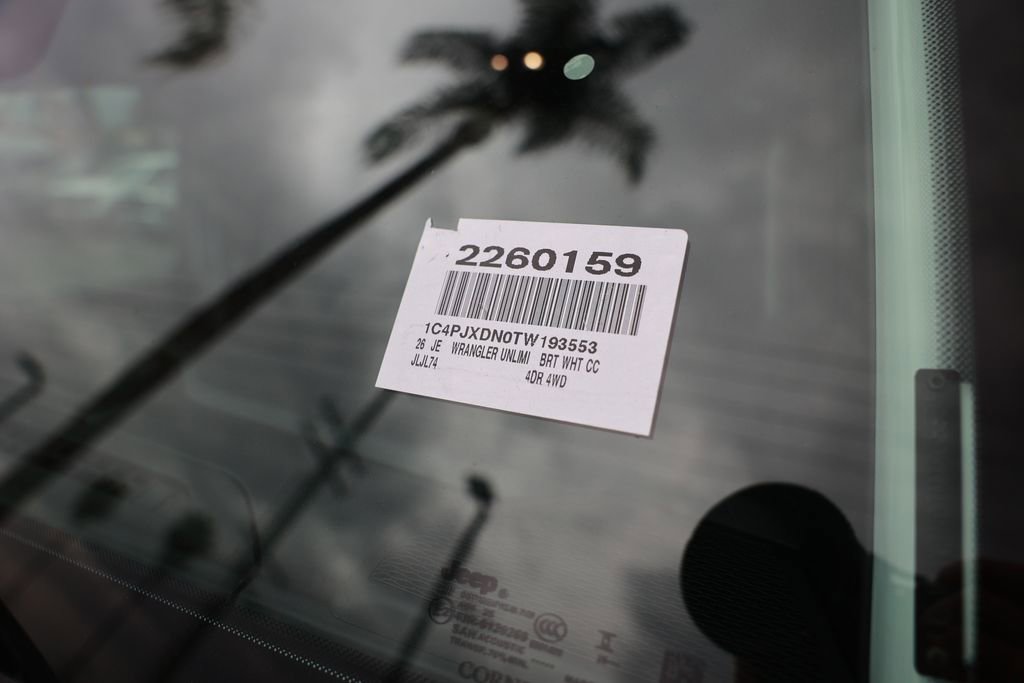 2260159
1C4PJXDN0TW193553
26 JE WRANGLER UNLIMI BRT WHT CC
JLJL74 4DR 4WD
Jeep